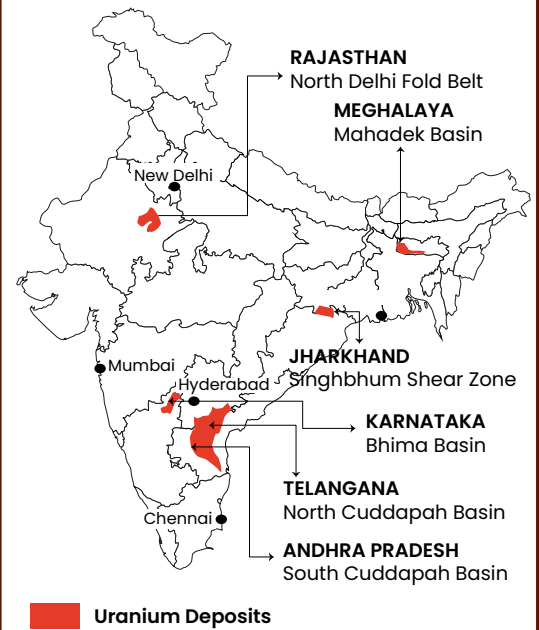 RAJASTHAN
North Delhi Fold Belt
MEGHALAYA
Mahadek Basin
New Delhi
JHARKHAND
Singhbhum Shear Zone
Mumbai
Hyderabad
KARNATAKA
Bhima Basin
TELANGANA
North Cuddapah Basin
Chennai
ANDHRA PRADESH
South Cuddapah Basin
Uranium Deposits